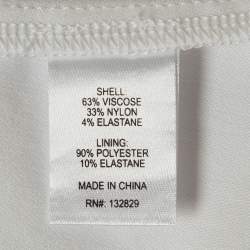 SHELL:
63% VISCOSE
33% NYLON
4% ELASTANE
LINING:
90% POLYESTER
10% ELASTANE
MADE IN CHINA
RN#: 132829